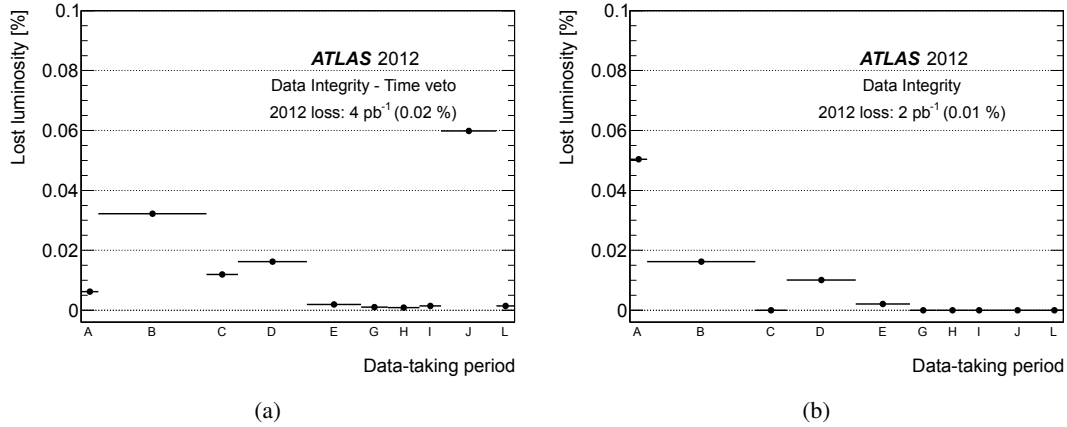 Lost luminosity [%]
0.1
0.08
0.06
0.04
0.02
0
ATLAS 2012
Data Integrity - Time veto
2012 loss: 4 pb⁻¹ (0.02 %)
A B C D E G H I J L
Data-taking period
(a)
Lost luminosity [%]
0.1
0.08
0.06
0.04
0.02
0
ATLAS 2012
Data Integrity
2012 loss: 2 pb⁻¹ (0.01 %)
A B C D E G H I J L
Data-taking period
(b)